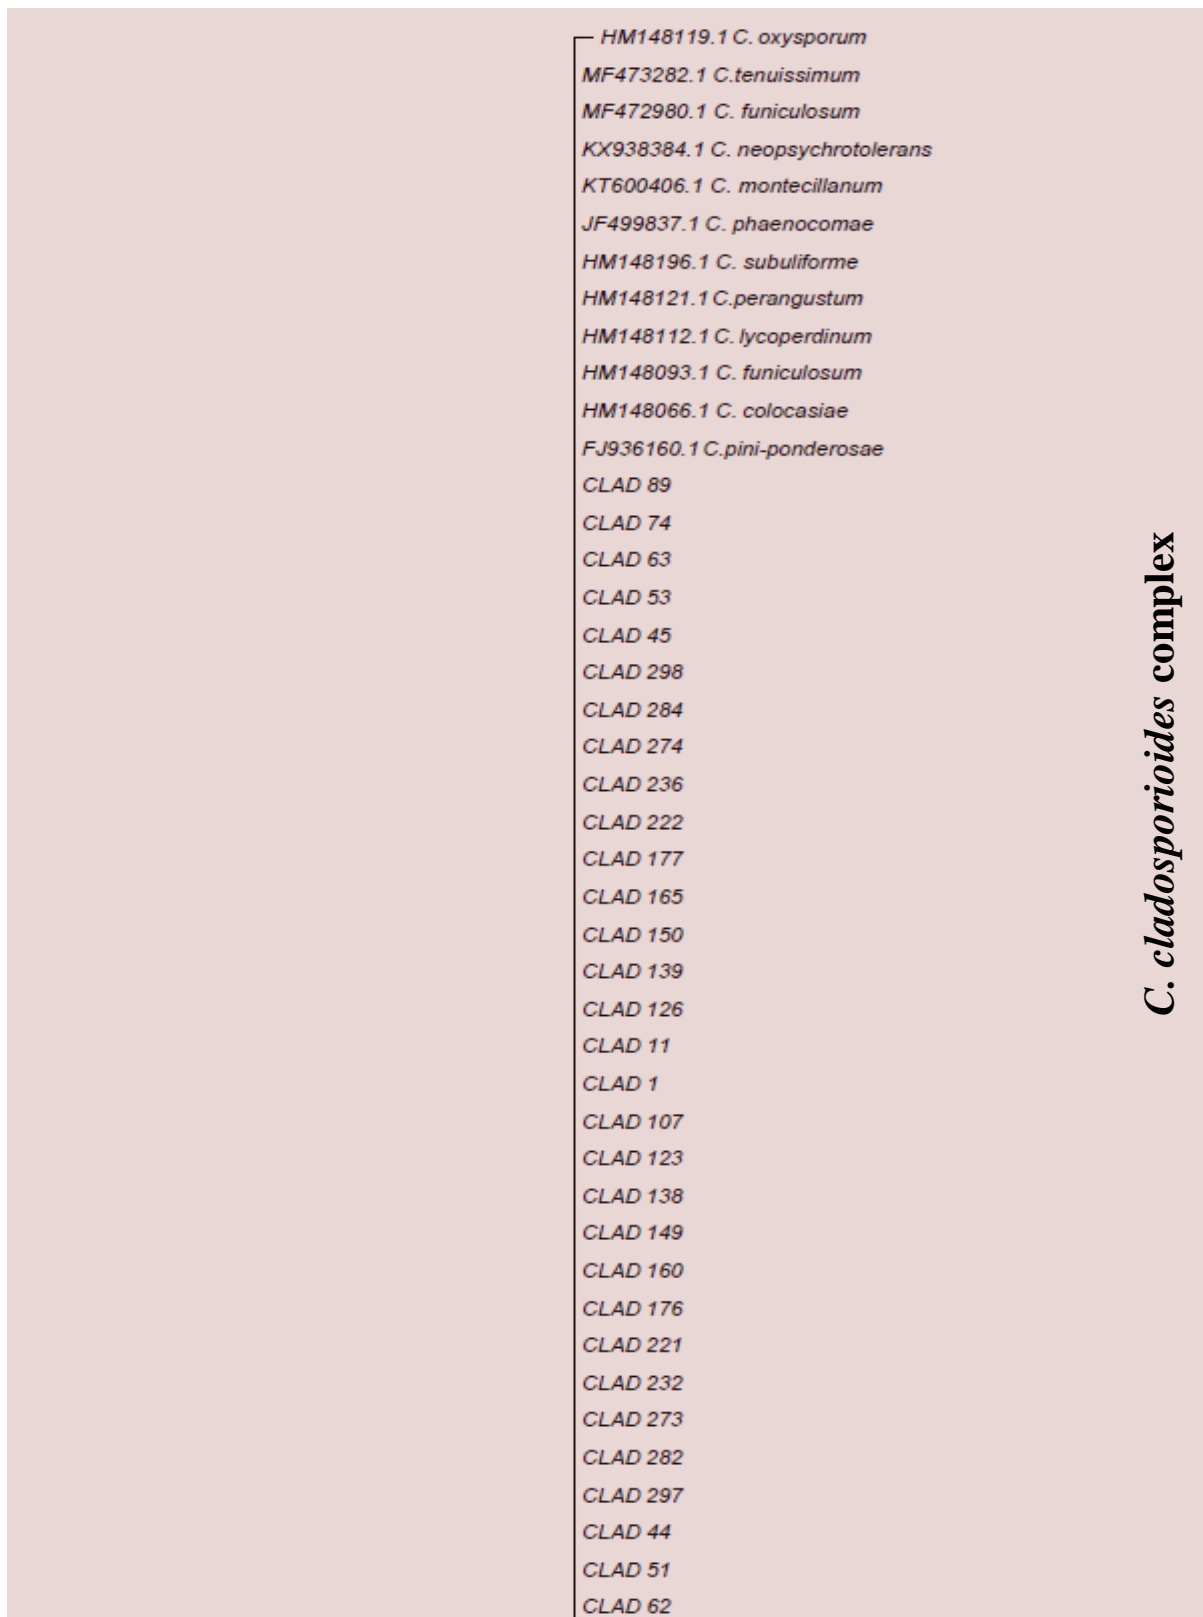 HM148119.1 C. oxysporum
MF473282.1 C.tenuissimum
MF472980.1 C. funiculosum
KX938384.1 C. neopsychrotolerans
KT600406.1 C. montecillanum
JF499837.1 C. phaenocomae
HM148196.1 C. subuliforme
HM148121.1 C.perangustum
HM148112.1 C. lycoperdinum
HM148093.1 C. funiculosum
HM148066.1 C. colocasiae
FJ936160.1 C.pini-ponderosae
CLAD 89
CLAD 74
CLAD 63
CLAD 53
CLAD 45
CLAD 298
CLAD 284
CLAD 274
CLAD 236
CLAD 222
CLAD 177
CLAD 165
CLAD 150
CLAD 139
CLAD 126
CLAD 11
CLAD 1
CLAD 107
CLAD 123
CLAD 138
CLAD 149
CLAD 160
CLAD 176
CLAD 221
CLAD 232
CLAD 273
CLAD 282
CLAD 297
CLAD 44
CLAD 51
CLAD 62
C. cladosporioides complex